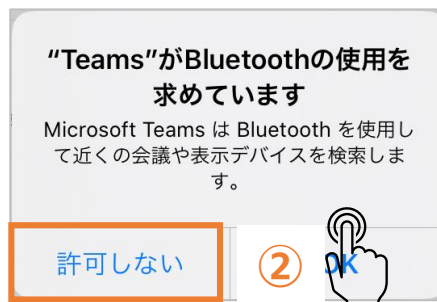 “Teams”がBluetoothの使用を
求めています
Microsoft Teams は Bluetooth を使用し
て近くの会議や表示デバイスを検索しま
す。
許可しない
②
OK